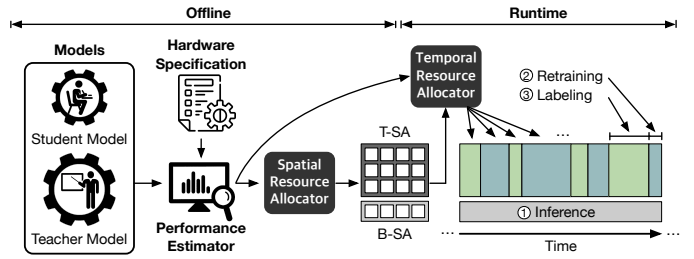 Offline
Runtime
Models
Student Model
Teacher Model
Hardware
Specification
Performance
Estimator
Spatial
Resource
Allocator
T-SA
B-SA
Temporal
Resource
Allocator
② Retraining
③ Labeling
...
① Inference
... Time ...